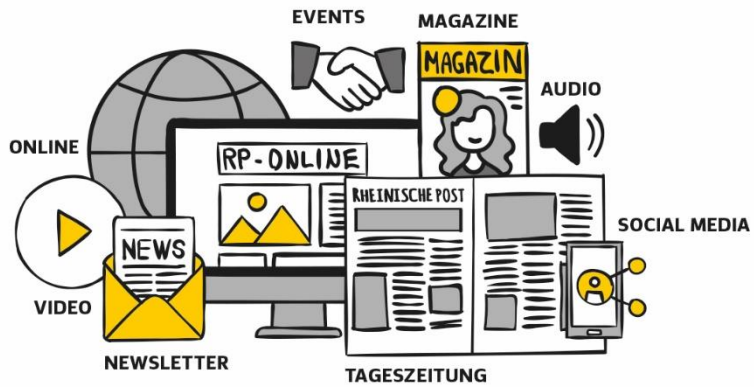 EVENTS
MAGAZINE
MAGAZIN
AUDIO
ONLINE
RP-ONLINE
RHEINISCHE POST
SOCIAL MEDIA
NEWS
VIDEO
NEWSLETTER
TAGESZEITUNG